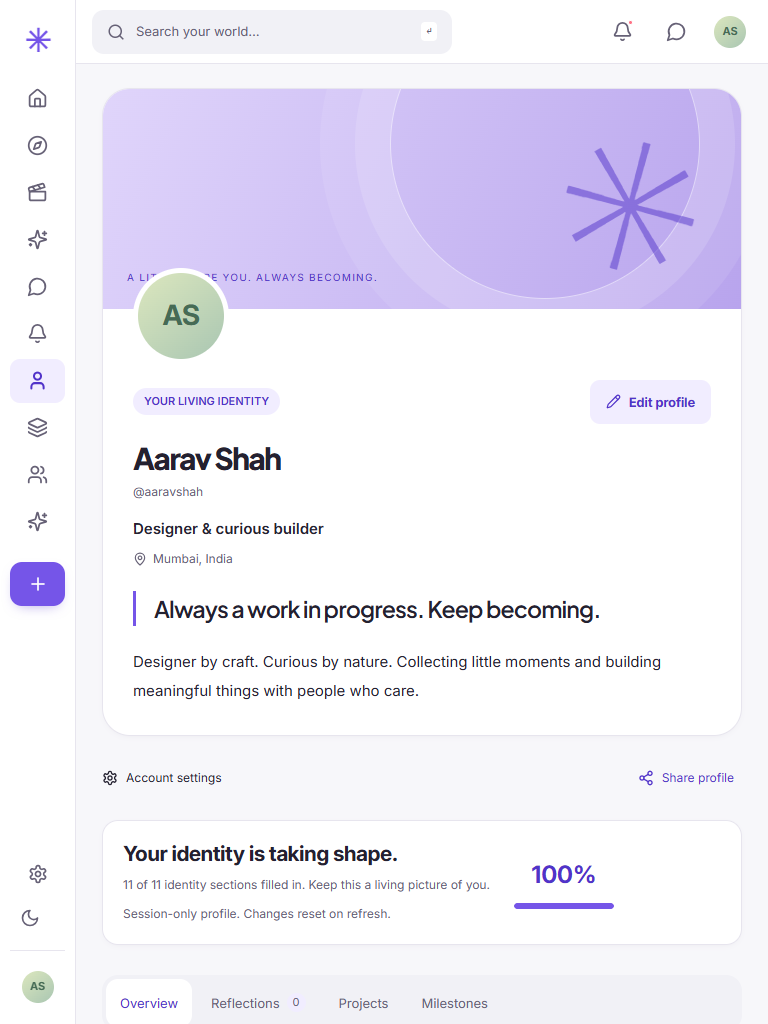 Search your world...
AS
A LIT RE YOU. ALWAYS BECOMING.
AS
YOUR LIVING IDENTITY
Edit profile
Aarav Shah
@aaravshah
Designer & curious builder
Mumbai, India
Always a work in progress. Keep becoming.
Designer by craft. Curious by nature. Collecting little moments and building
meaningful things with people who care.
Account settings
Share profile
Your identity is taking shape.
11 of 11 identity sections filled in. Keep this a living picture of you.
Session-only profile. Changes reset on refresh.
100%
AS
Overview
Reflections 0
Projects
Milestones